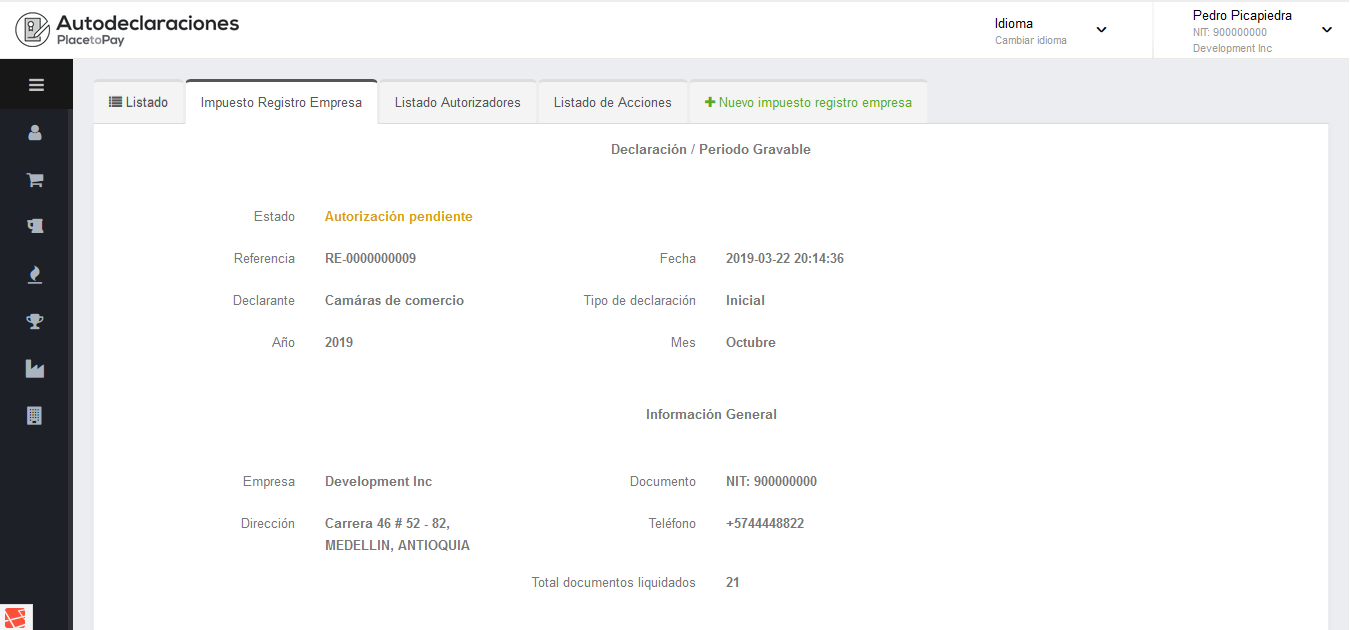 Autodeclaraciones
PlacetoPay
Idioma
Cambiar idioma
Pedro Picapiedra
NIT: 900000000
Development Inc
Listado
Impuesto Registro Empresa
Listado Autorizadores
Listado de Acciones
Nuevo impuesto registro empresa
Declaración / Periodo Gravable
Estado Autorización pendiente
Referencia RE-0000000009 Fecha 2019-03-22 20:14:36
Declarante Camáras de comercio Tipo de declaración Inicial
Año 2019 Mes Octubre
Información General
Empresa Development Inc Documento NIT: 900000000
Dirección Carrera 46 # 52 - 82, Teléfono +5744448822
MEDELLIN, ANTIOQUIA
Total documentos liquidados 21